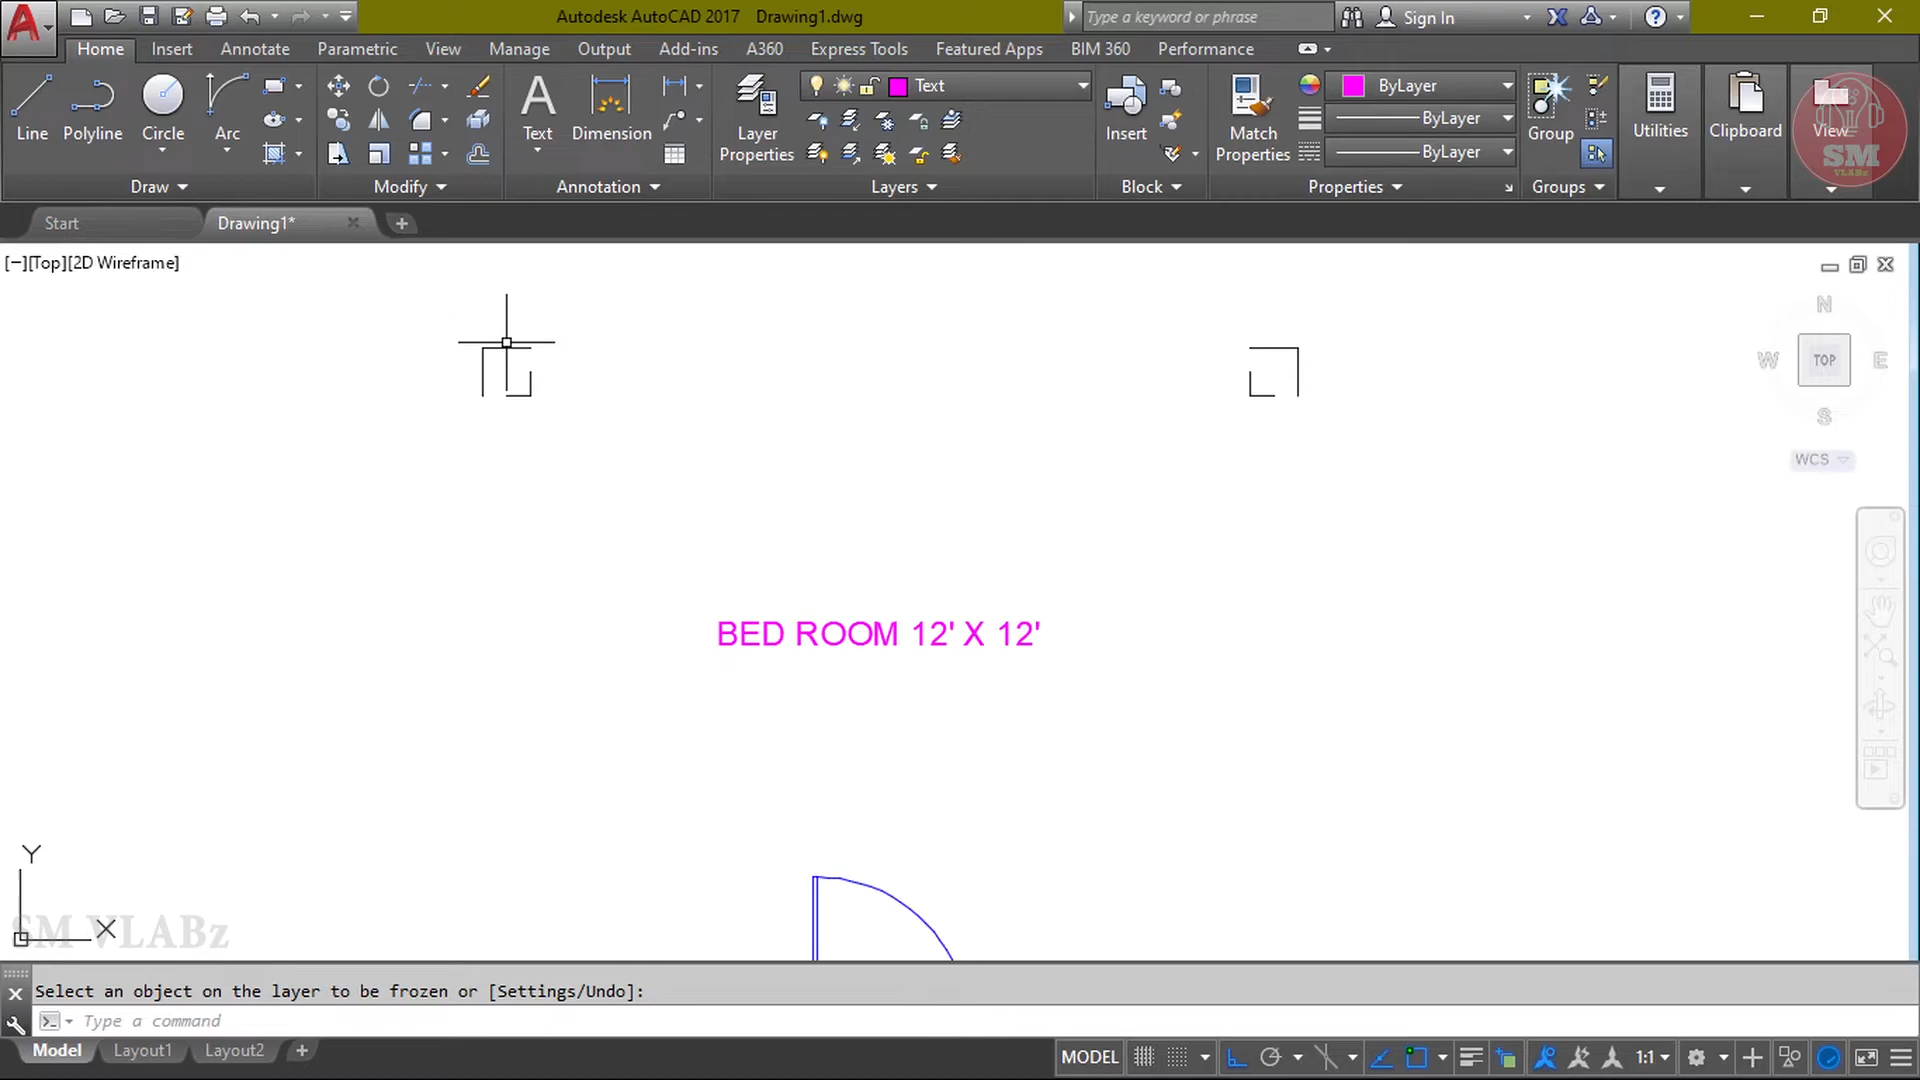 Autodesk AutoCAD 2017 Drawing1.dwg
Type a keyword or phrase
Sign In
Home Insert Annotate Parametric View Manage Output Add-ins A360 Express Tools Featured Apps BIM 360 Performance
Line Polyline Circle Arc
Text Dimension
Layer Properties
Text
Insert
Match Properties
ByLayer
ByLayer
ByLayer
Group
Utilities
Clipboard
View
SM
VLABz
Draw Modify Annotation Layers Block Properties Groups
Start Drawing1*
[−][Top][2D Wireframe]
N
W TOP E
S
WCS
BED ROOM 12' X 12'
Y
X
SM VLABz
Select an object on the layer to be frozen or [Settings/Undo]:
Type a command
Model Layout1 Layout2
MODEL 1:1